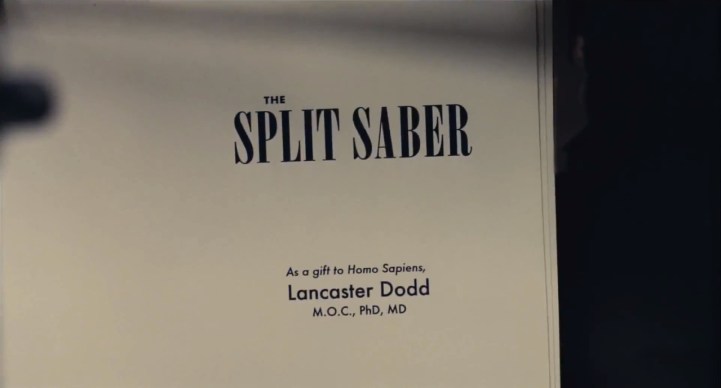 THE
SPLIT SABER
As a gift to Homo Sapiens,
Lancaster Dodd
M.O.C., PhD, MD